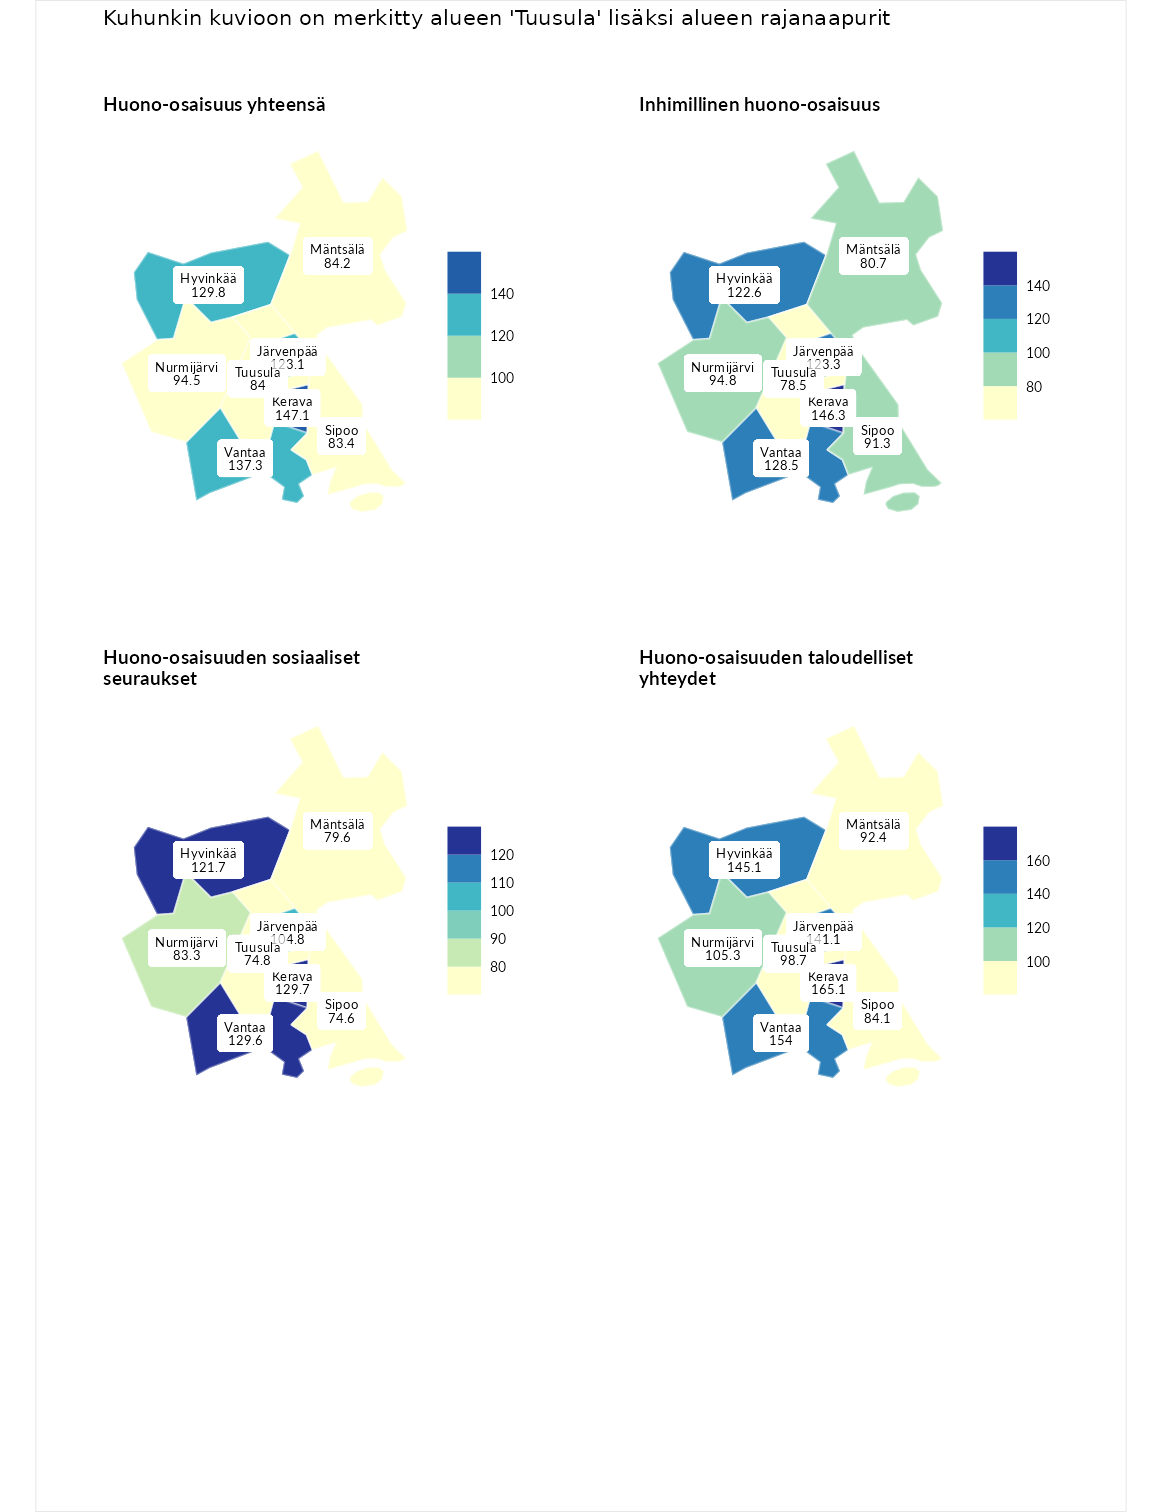 Kuhunkin kuvioon on merkitty alueen 'Tuusula' lisäksi alueen rajanaapurit
Huono-osaisuus yhteensä
Mäntsälä
84.2
Hyvinkää
129.8
Järvenpää
123.1
Nurmijärvi
94.5
Tuusula
84
Kerava
147.1
Sipoo
83.4
Vantaa
137.3
140
120
100
Inhimillinen huono-osaisuus
Mäntsälä
80.7
Hyvinkää
122.6
Järvenpää
123.3
Nurmijärvi
94.8
Tuusula
78.5
Kerava
146.3
Sipoo
91.3
Vantaa
128.5
140
120
100
80
Huono-osaisuuden sosiaaliset
seuraukset
Mäntsälä
79.6
Hyvinkää
121.7
Järvenpää
104.8
Nurmijärvi
83.3
Tuusula
74.8
Kerava
129.7
Sipoo
74.6
Vantaa
129.6
120
110
100
90
80
Huono-osaisuuden taloudelliset
yhteydet
Mäntsälä
92.4
Hyvinkää
145.1
Järvenpää
141.1
Nurmijärvi
105.3
Tuusula
98.7
Kerava
165.1
Sipoo
84.1
Vantaa
154
160
140
120
100